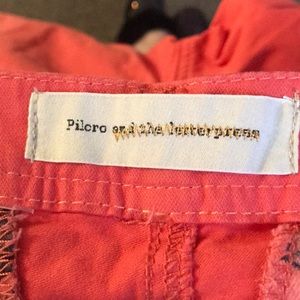 Pilcro and the letterpress